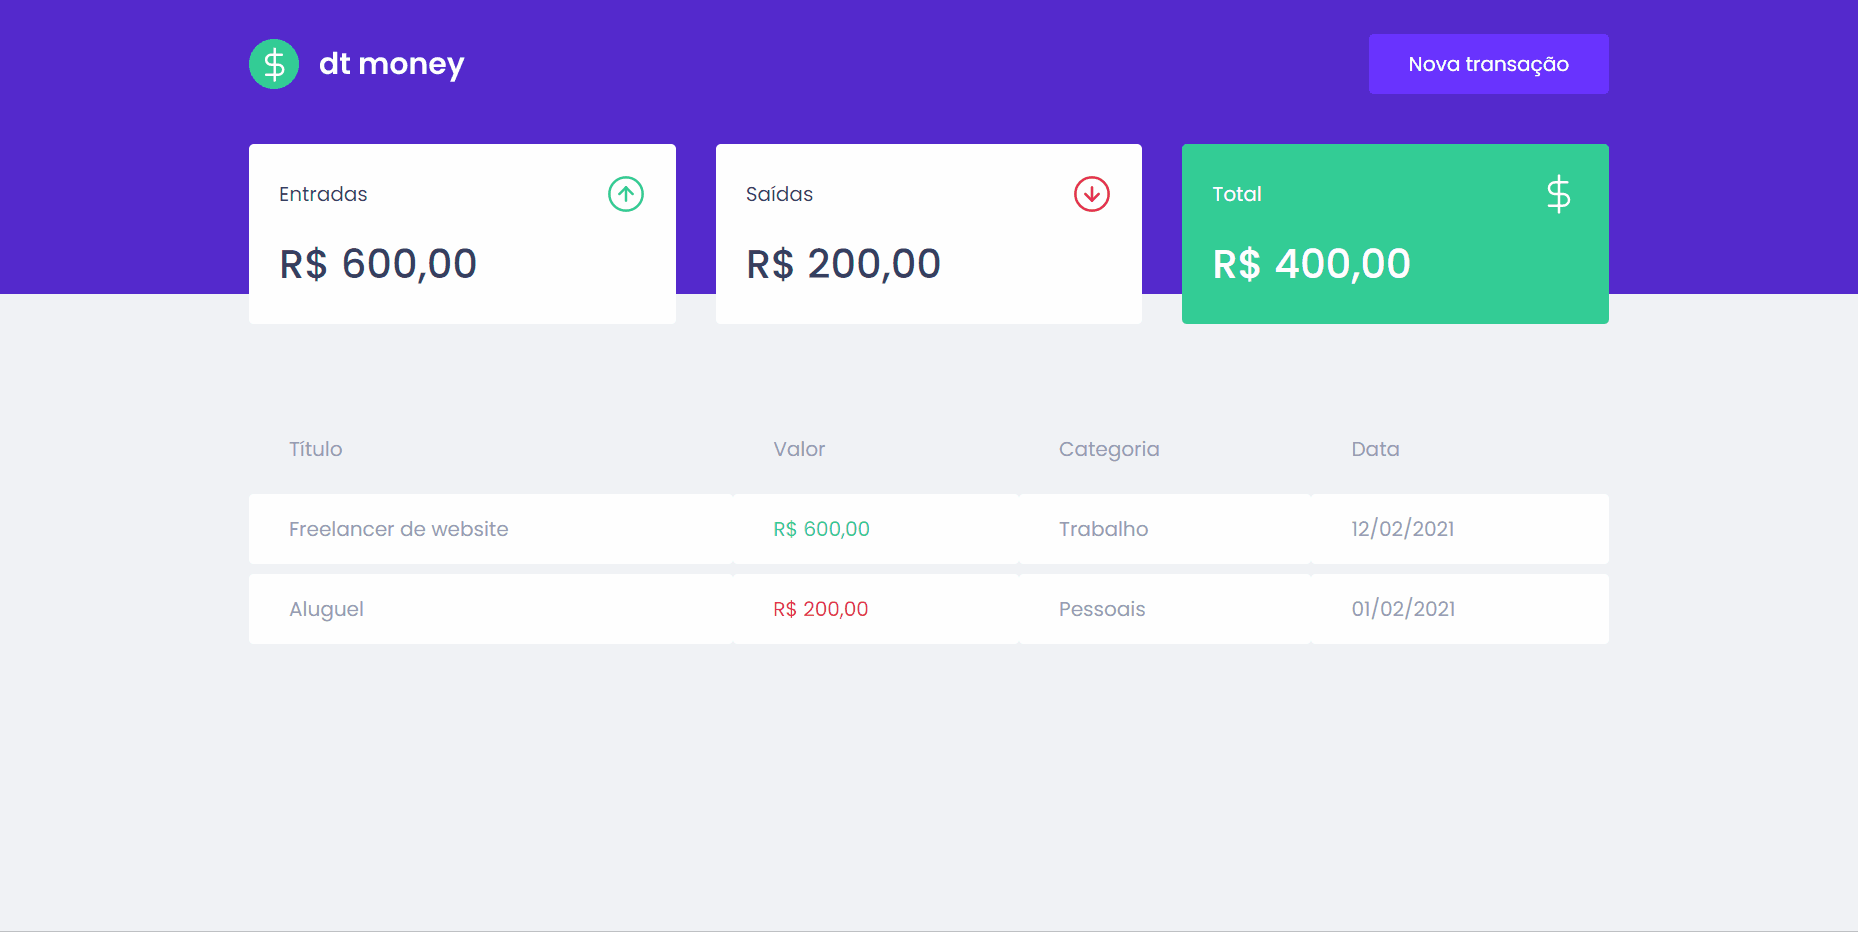 dt money
Nova transação
Entradas
R$ 600,00
Saídas
R$ 200,00
Total
R$ 400,00
Título Valor Categoria Data
Freelancer de website R$ 600,00 Trabalho 12/02/2021
Aluguel R$ 200,00 Pessoais 01/02/2021